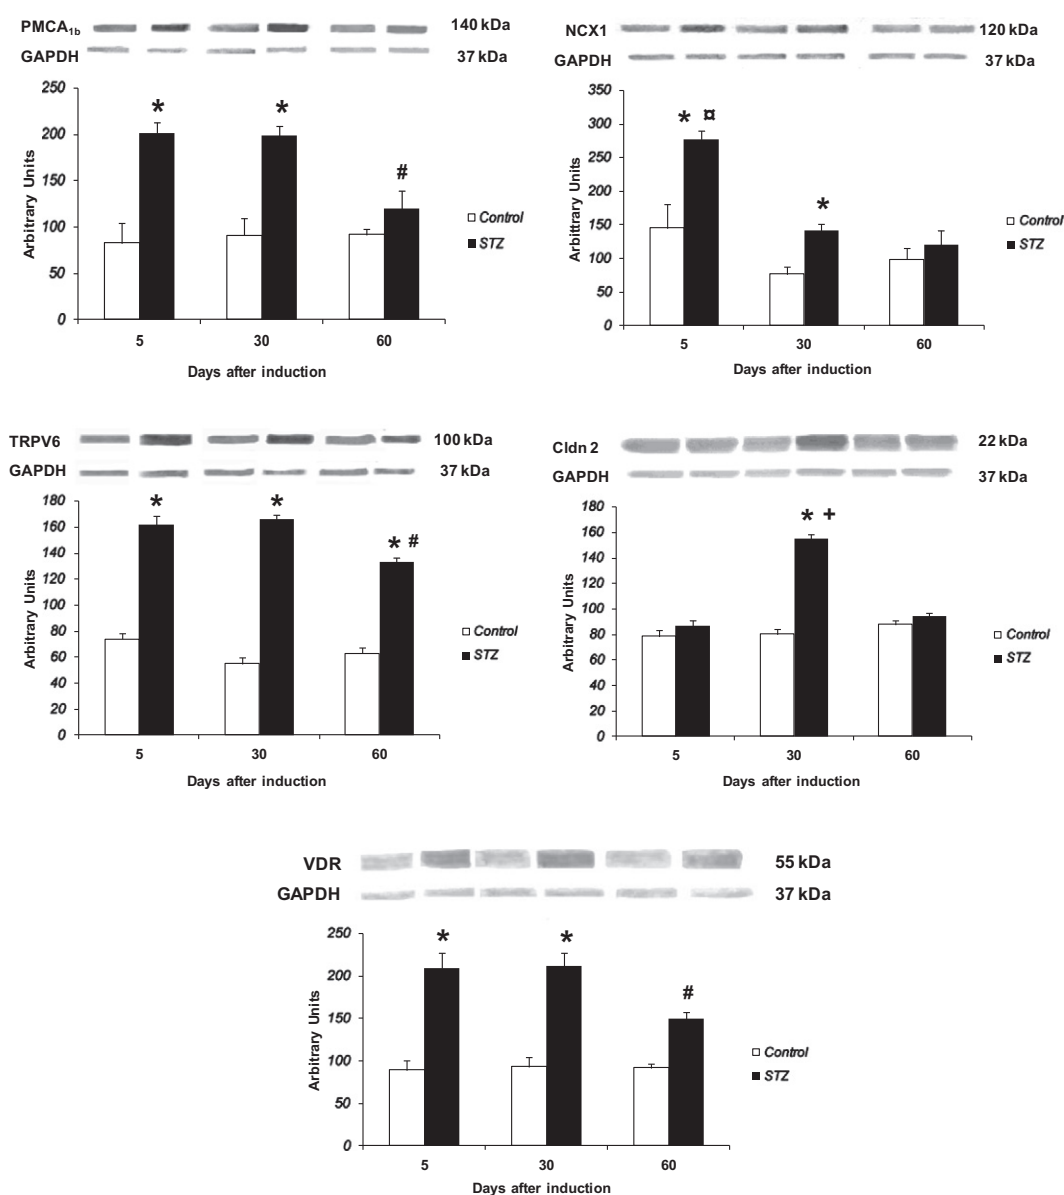 PMCA1b 140 kDa
GAPDH 37 kDa
250
200
150
100
50
0
Arbitrary Units
* * #
Control
STZ
5 30 60
Days after induction
NCX1 120 kDa
GAPDH 37 kDa
350
300
250
200
150
100
50
0
Arbittrary Units
* ¤ *
Control
STZ
5 30 60
Days after induction
TRPV6 100 kDa
GAPDH 37 kDa
180
160
140
120
100
80
60
40
20
0
Arbitrary Units
* * * #
Control
STZ
5 30 60
Days after induction
Cldn 2 22 kDa
GAPDH 37 kDa
180
160
140
120
100
80
60
40
20
0
Arbitrary Units
* +
Control
STZ
5 30 60
Days after induction
VDR 55 kDa
GAPDH 37 kDa
250
200
150
100
50
0
Arbitrary Units
* * #
Control
STZ
5 30 60
Days after induction